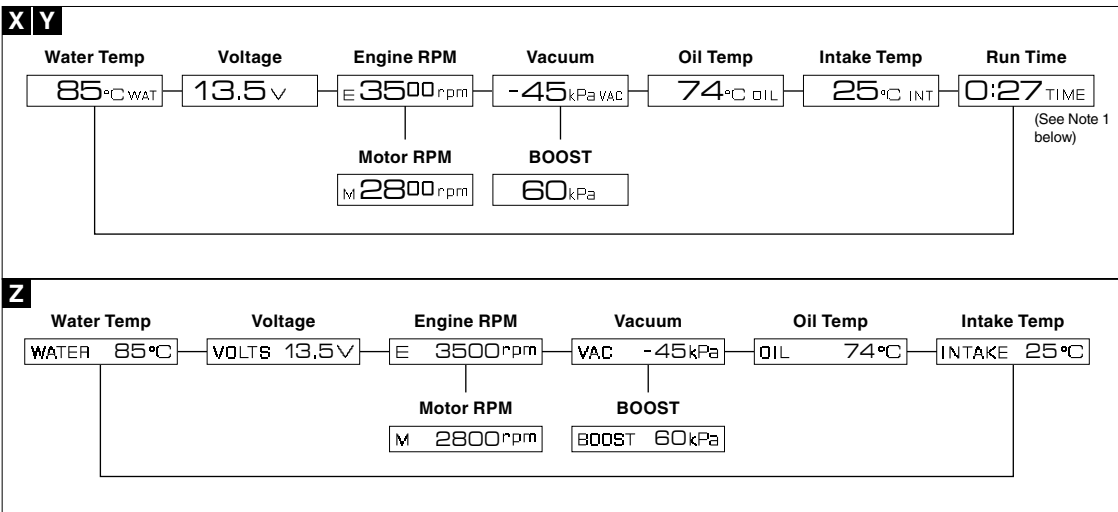 X Y
Water Temp Voltage Engine RPM Vacuum Oil Temp Intake Temp Run Time
85°C WAT 13.5 V E 3500 rpm -45 kPa VAC 74°C OIL 25°C INT 0:27 TIME
(See Note 1
below)
Motor RPM BOOST
M 2800 rpm 60 kPa
Z
Water Temp Voltage Engine RPM Vacuum Oil Temp Intake Temp
WATER 85°C VOLTS 13.5V E 3500rpm VAC -45kPa OIL 74°C INTAKE 25°C
Motor RPM BOOST
M 2800rpm BOOST 60kPa